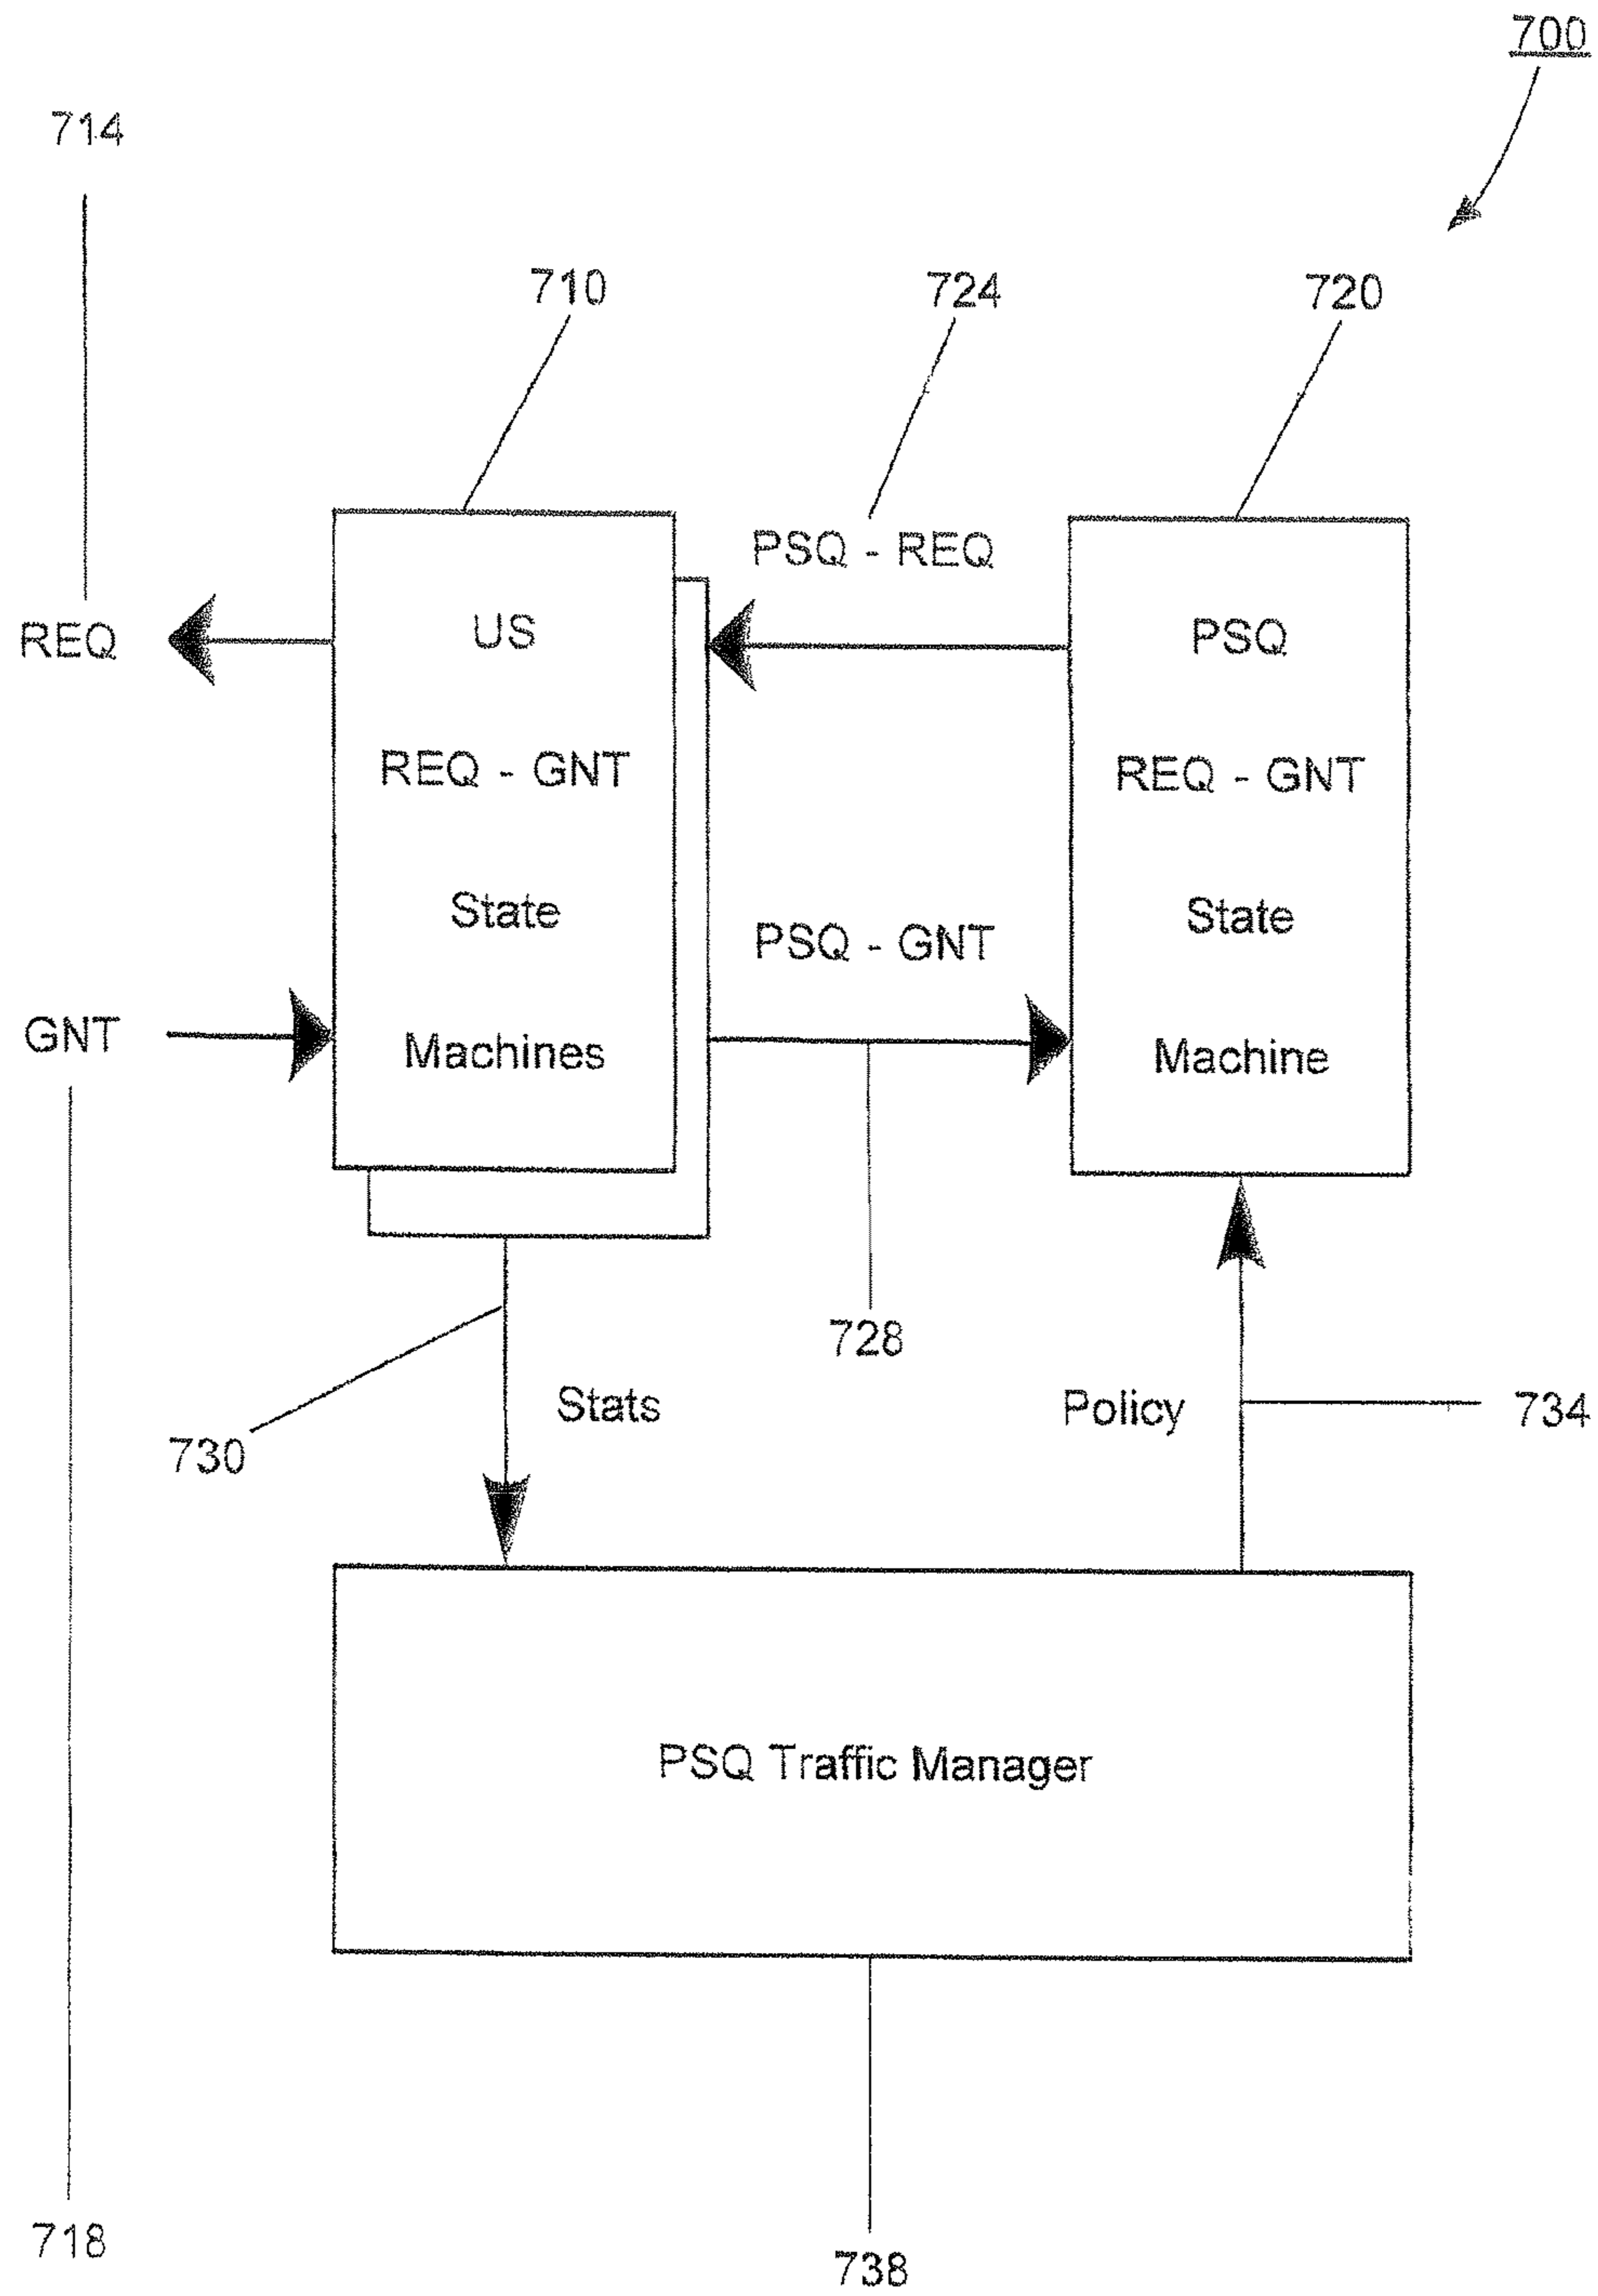 700
714
710
724
720
PSQ - REQ
REQ
US
REQ - GNT
State
Machines
PSQ
REQ - GNT
State
Machine
PSQ - GNT
GNT
728
730
Stats
Policy
734
PSQ Traffic Manager
718
738